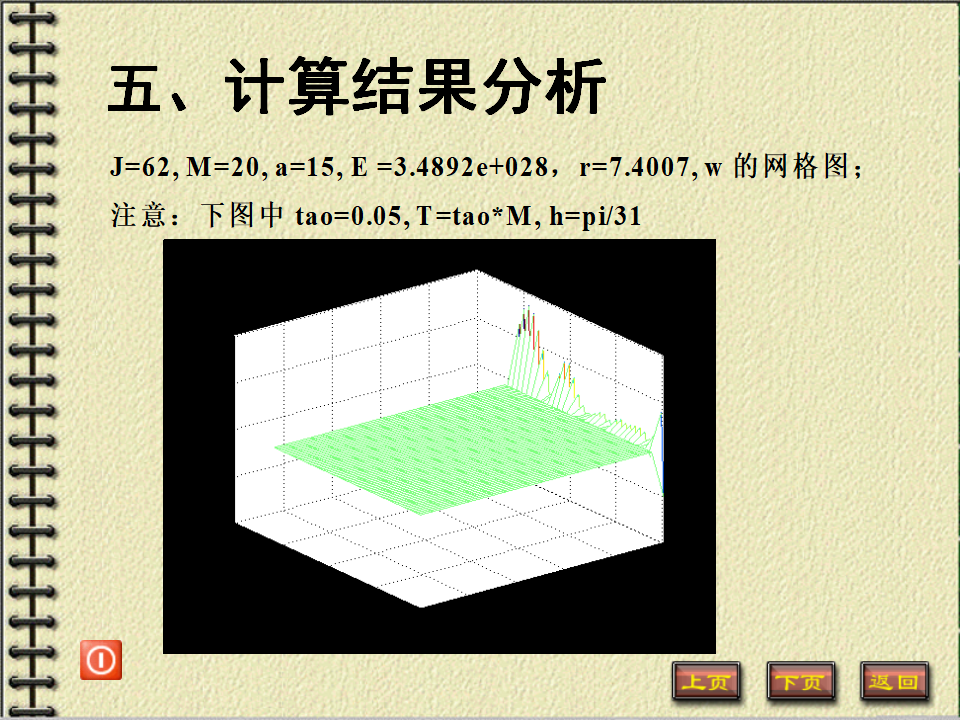 五、计算结果分析
J=62, M=20, a=15, E =3.4892e+028，r=7.4007, w 的网格图；
注意：下图中 tao=0.05, T=tao*M, h=pi/31
上页 下页 返回